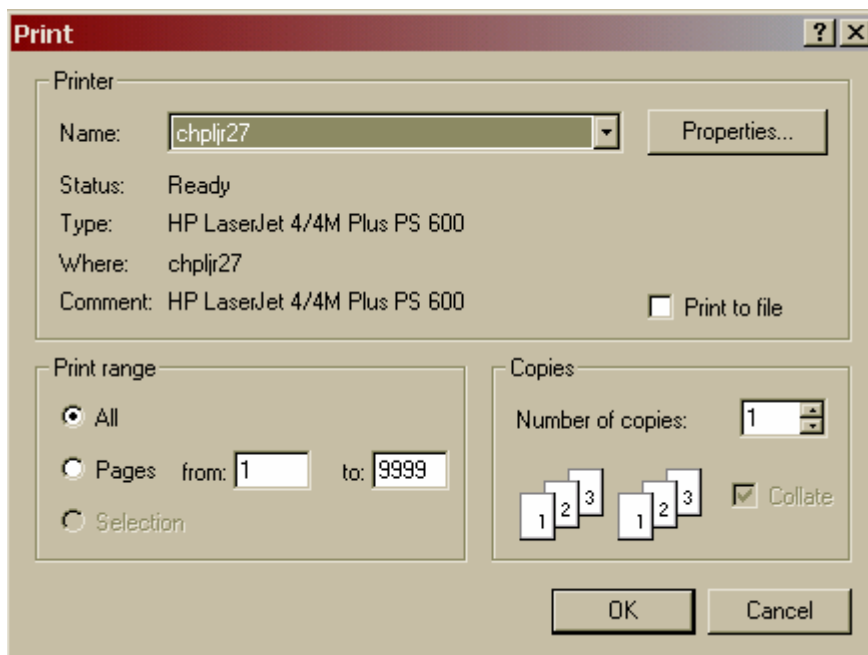 Print
Printer
Name: chpljr27 Properties...
Status: Ready
Type: HP LaserJet 4/4M Plus PS 600
Where: chpljr27
Comment: HP LaserJet 4/4M Plus PS 600 Print to file
Print range
All
Pages from: 1 to: 9999
Selection
Copies
Number of copies: 1
1 2 3 1 2 3 Collate
OK Cancel